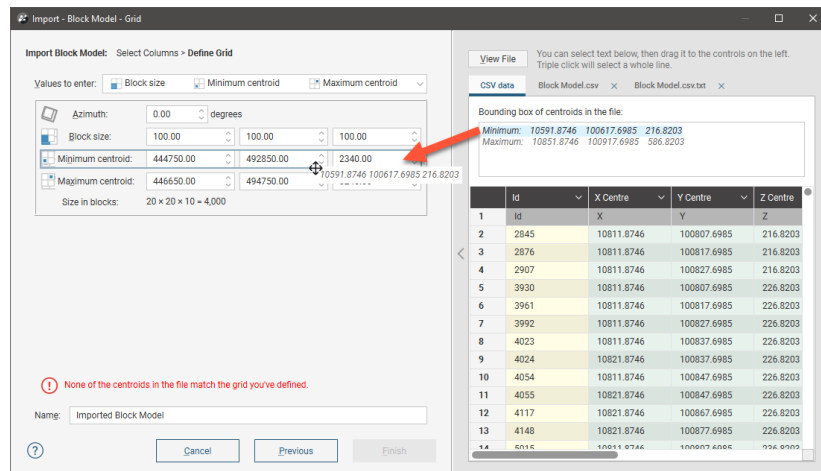 Import - Block Model - Grid
Import Block Model: Select Columns > Define Grid
Values to enter: Block size Minimum centroid Maximum centroid
Azimuth: 0.00 degrees
Block size: 100.00 100.00 100.00
Minimum centroid: 444750.00 492850.00 2340.00
10591.8746 100617.6985 216.8203
Maximum centroid: 446650.00 494750.00
Size in blocks: 20 × 20 × 10 = 4,000
None of the centroids in the file match the grid you've defined.
Name: Imported Block Model
? Cancel Previous Finish
View File
You can select text below, then drag it to the controls on the left.
Triple click will select a whole line.
CSV data Block Model.csv × Block Model.csv.txt ×
Bounding box of centroids in the file:
Minimum: 10591.8746 100617.6985 216.8203
Maximum: 10851.8746 100917.6985 586.8203
Id X Centre Y Centre Z Centre
1 Id X Y Z
2 2845 10811.8746 100807.6985 216.8203
3 2876 10811.8746 100817.6985 216.8203
4 2907 10811.8746 100827.6985 216.8203
5 3930 10811.8746 100807.6985 226.8203
6 3961 10811.8746 100817.6985 226.8203
7 3992 10811.8746 100827.6985 226.8203
8 4023 10811.8746 100837.6985 226.8203
9 4024 10821.8746 100837.6985 226.8203
10 4054 10811.8746 100847.6985 226.8203
11 4055 10821.8746 100847.6985 226.8203
12 4117 10821.8746 100867.6985 226.8203
13 4148 10821.8746 100877.6985 226.8203
14 5015 10811.8746 100807.6985 236.8203